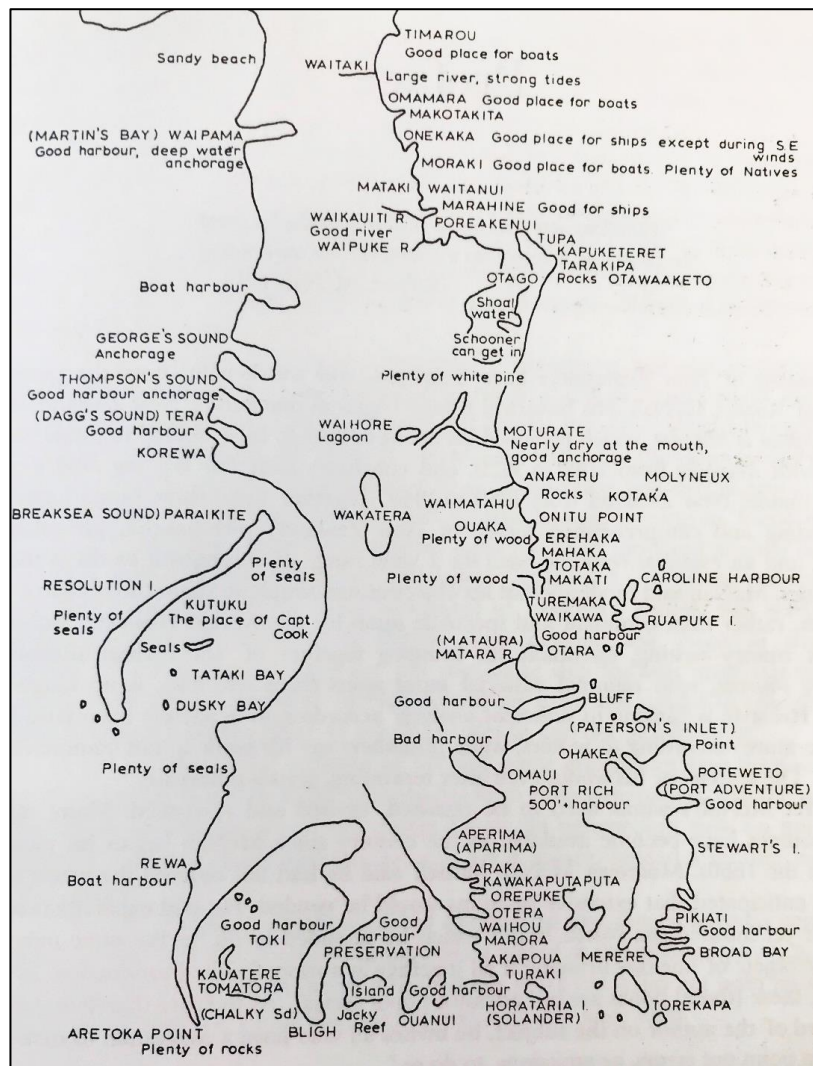 TIMAROU
Good place for boats
Sandy beach
WAITAKI
Large river, strong tides
OMAMARA Good place for boats
MAKOTAKITA
(MARTIN'S BAY) WAIPAMA
Good harbour, deep water
anchorage
ONEKAKA Good place for ships except during S.E
winds
MORAKI Good place for boats. Plenty of Natives
MATAKI WAITANUI
MARAHINE Good for ships
WAIKAUITI R.
Good river
WAIPUKE R
POREAKENUI
TUPA
KAPUKETERET
TARAKIPA
Rocks OTAWAAKETO
OTAGO
Boat harbour
Shoal
water
Schooner
can get in
GEORGE'S SOUND
Anchorage
THOMPSON'S SOUND
Good harbour anchorage
Plenty of white pine
(DAGG'S SOUND) TERA
Good harbour
KOREWA
WAIHORE
Lagoon
MOTURATE
Nearly dry at the mouth,
good anchorage
ANARERU MOLYNEUX
Rocks KOTAKA
WAIMATAHU
WAKATERA
ONITU POINT
OUAKA
Plenty of wood
EREHAKA
MAHAKA
TOTAKA
MAKATI
CAROLINE HARBOUR
BREAKSEA SOUND) PARAIKITE
Plenty
of seals
RESOLUTION I.
Plenty of
seals
KUTUKU
The place of Capt.
Cook
Seals
TATAKI BAY
DUSKY BAY
Plenty of wood
TUREMAKA
WAIKAWA
Good harbour
RUAPUKE I.
(MATAURA)
MATARA R.
OTARA
Good harbour
BLUFF
Bad harbour
(PATERSON'S INLET)
Point
Plenty of seals
OHAKEA
OMAUI
PORT RICH
500'+ harbour
POTEWETO
(PORT ADVENTURE)
Good harbour
APERIMA
(APARIMA)
STEWART'S I.
REWA
Boat harbour
ARAKA
KAWAKAPUTAPUTA
OREPUKE
OTERA
WAIHOU
MARORA
AKAPOUA
TURAKI
PIKIATI
Good harbour
BROAD BAY
MERERE
Good harbour
TOKI
Good
harbour
PRESERVATION
KAUATERE
TOMATORA
(CHALKY Sd)
Island
Jacky
Reef
Good harbour
OUANUI
HORATARIA I.
(SOLANDER)
TOREKAPA
ARETOKA POINT
Plenty of rocks
BLIGH